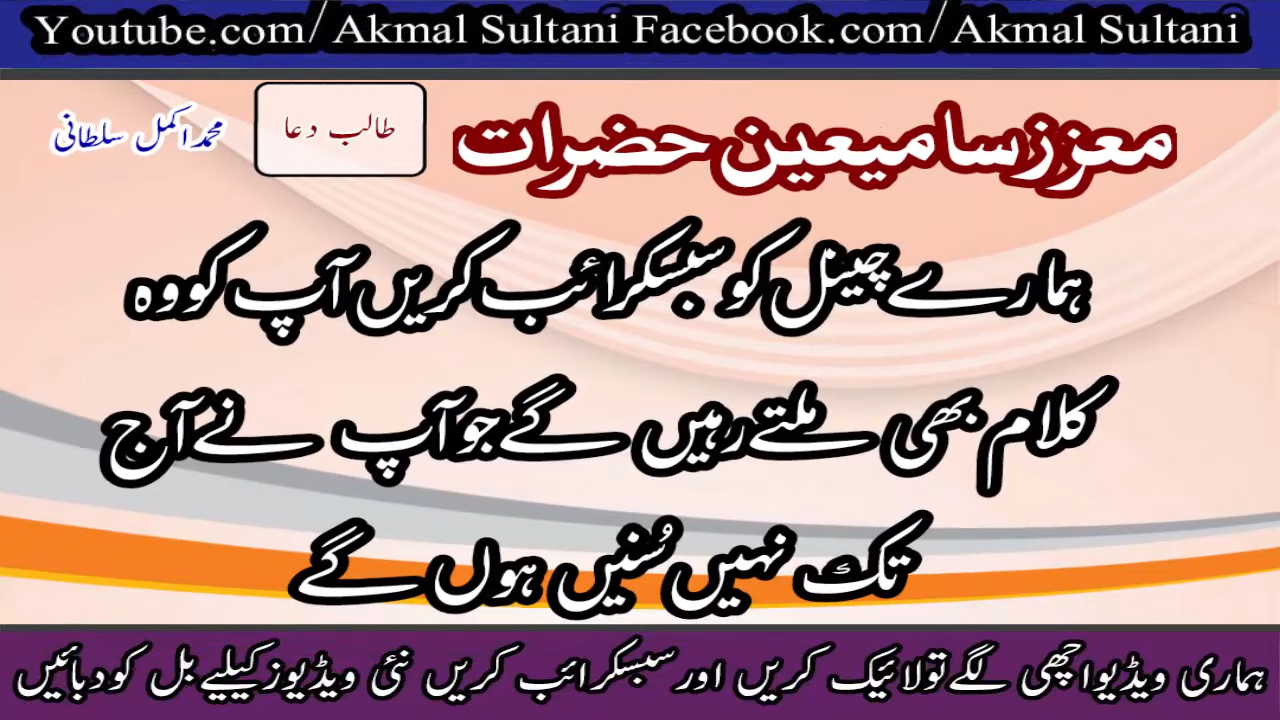 Youtube.com/Akmal Sultani Facebook.com/Akmal Sultani
معزز سامیعین حضرات
طالب دعا
محمد اکمل سلطانی
ہمارے چینل کو سبسکرائب کریں آپ کو وہ
کلام بھی ملتے رہیں گے جو آپ نے آج
تک نہیں سُنیں ہوں گے
ہماری ویڈیو اچھی لگے تو لائیک کریں اور سبسکرائب کریں نئی ویڈیوز کیلیے بل کو دبائیں